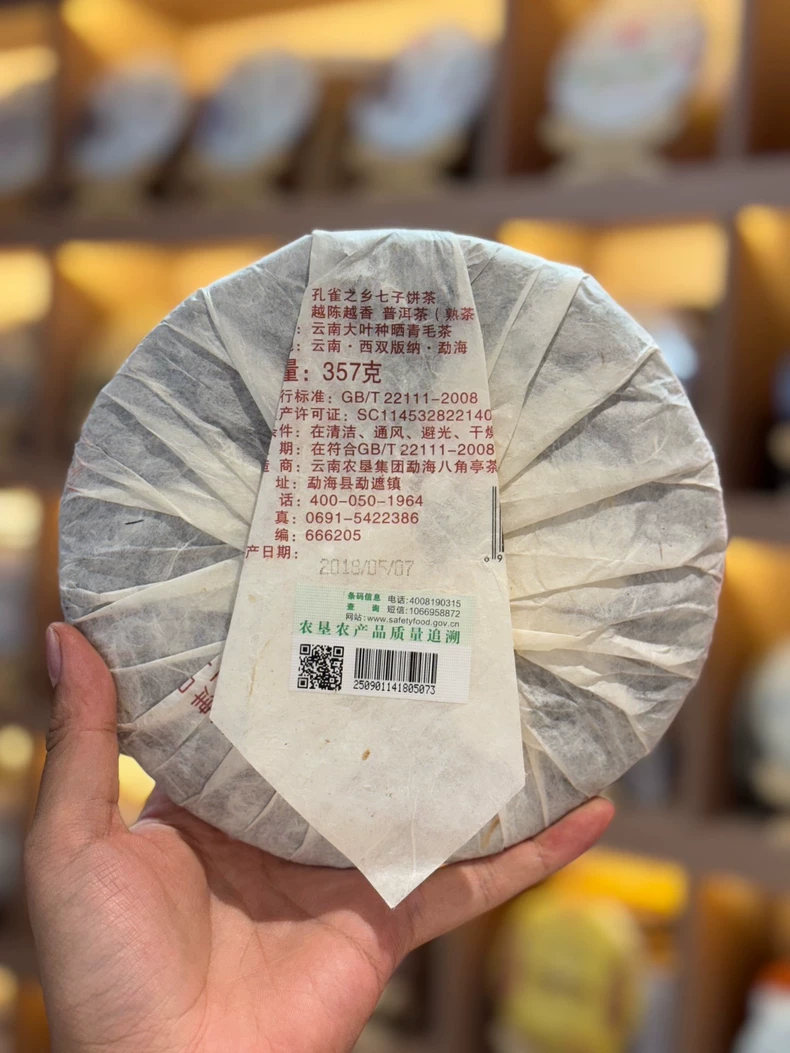 孔雀之乡七子饼茶
越陈越香 普洱茶(熟茶
：云南大叶种晒青毛茶
：云南·西双版纳·勐海
量：357克
行标准：GB/T 22111-2008
产许可证：SC114532822140
件：在清洁、通风、避光、干燥
期：在符合GB/T 22111-2008
商：云南农垦集团勐海八角亭茶
址：勐海县勐遮镇
话：400-050-1964
真：0691-5422386
编：666205
产日期：
2018/05/07
条码信息 电话:4008190315
查 询 短信:1066958872
网站:www.safetyfood.gov.cn
农垦农产品质量追溯
250901141805073